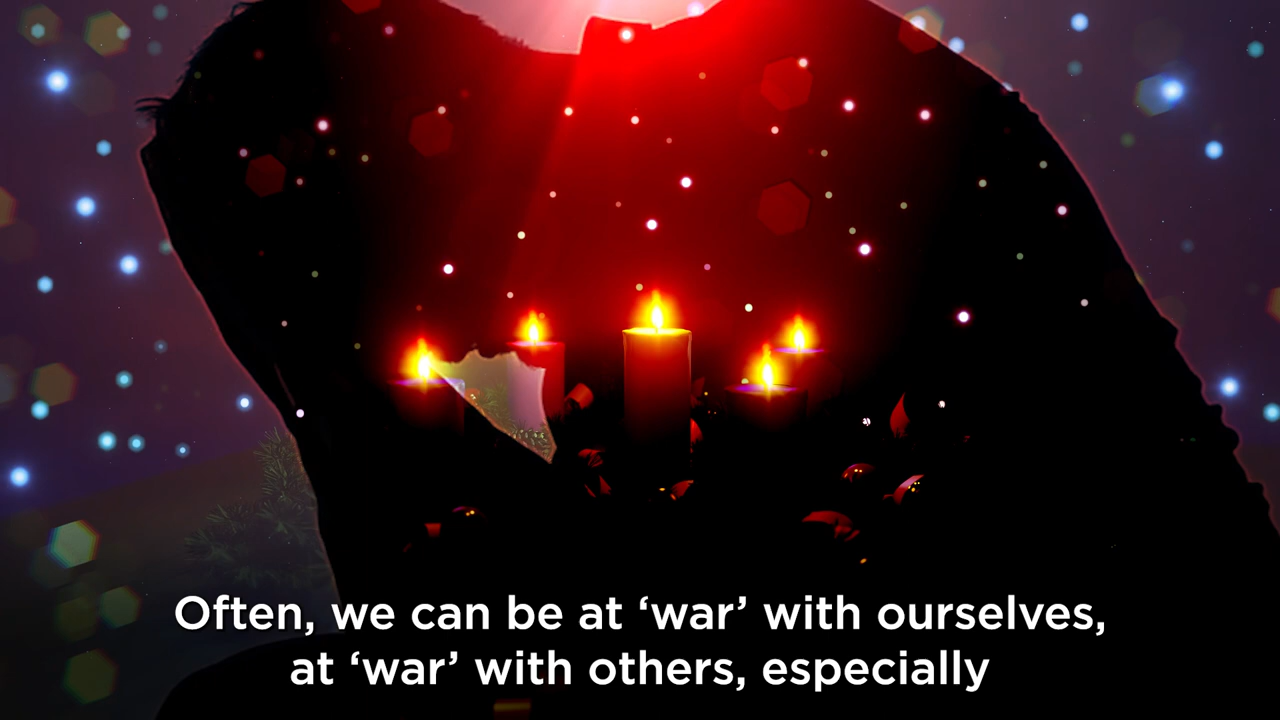 Often, we can be at ‘war’ with ourselves,
at ‘war’ with others, especially